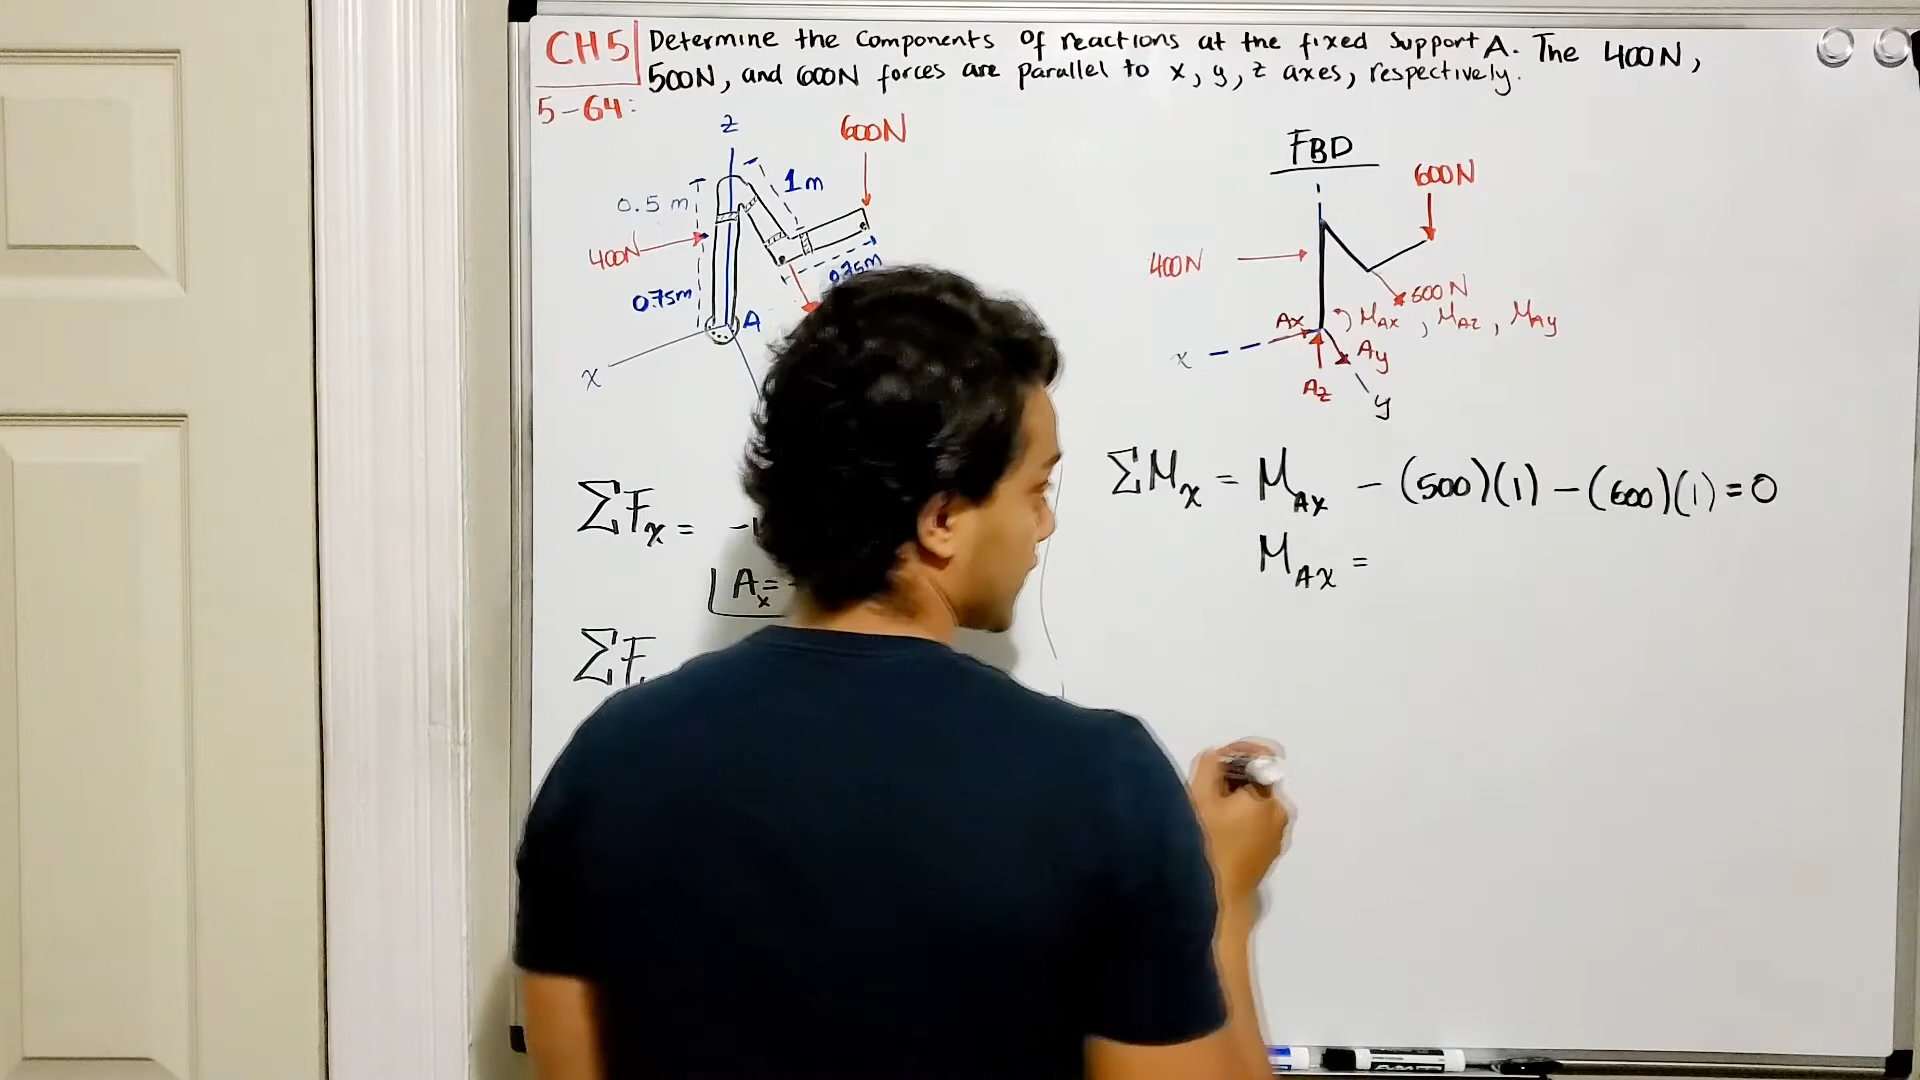 CH5
Determine the components of reactions at the fixed support A. The 400N,
500N, and 600N forces are parallel to x, y, z axes, respectively.
5-64:
z
600N
1m
0.5 m
400N
0.75m
0.75m
A
x
FBD
600N
400N
500N
Ax
MAx , MAz , MAy
x
Ay
Az
y
ΣFx =
Ax=
ΣF
ΣMx = MAx - (500)(1) - (600)(1) = 0
MAx =